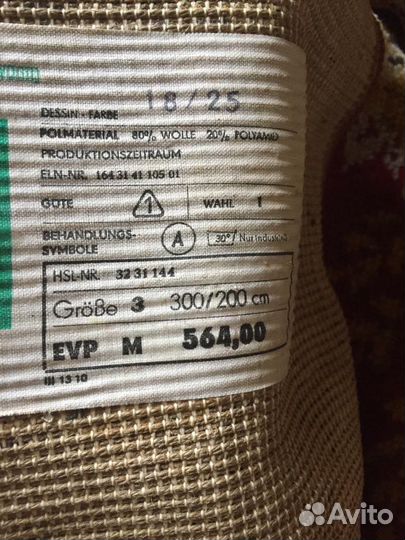 DESSIN - FARBE 18/25
POLMATERIAL 80% WOLLE 20% POLYAMID
PRODUKTIONSZEITRAUM
ELN-NR. 164 31 41 105 01
GÜTE 1 WAHL 1
BEHANDLUNGS- A 30° Nur Industriell
SYMBOLE
HSL-NR. 32 31 144
Größe 3 300/200 cm
EVP M 564,00
III 13 10
Avito